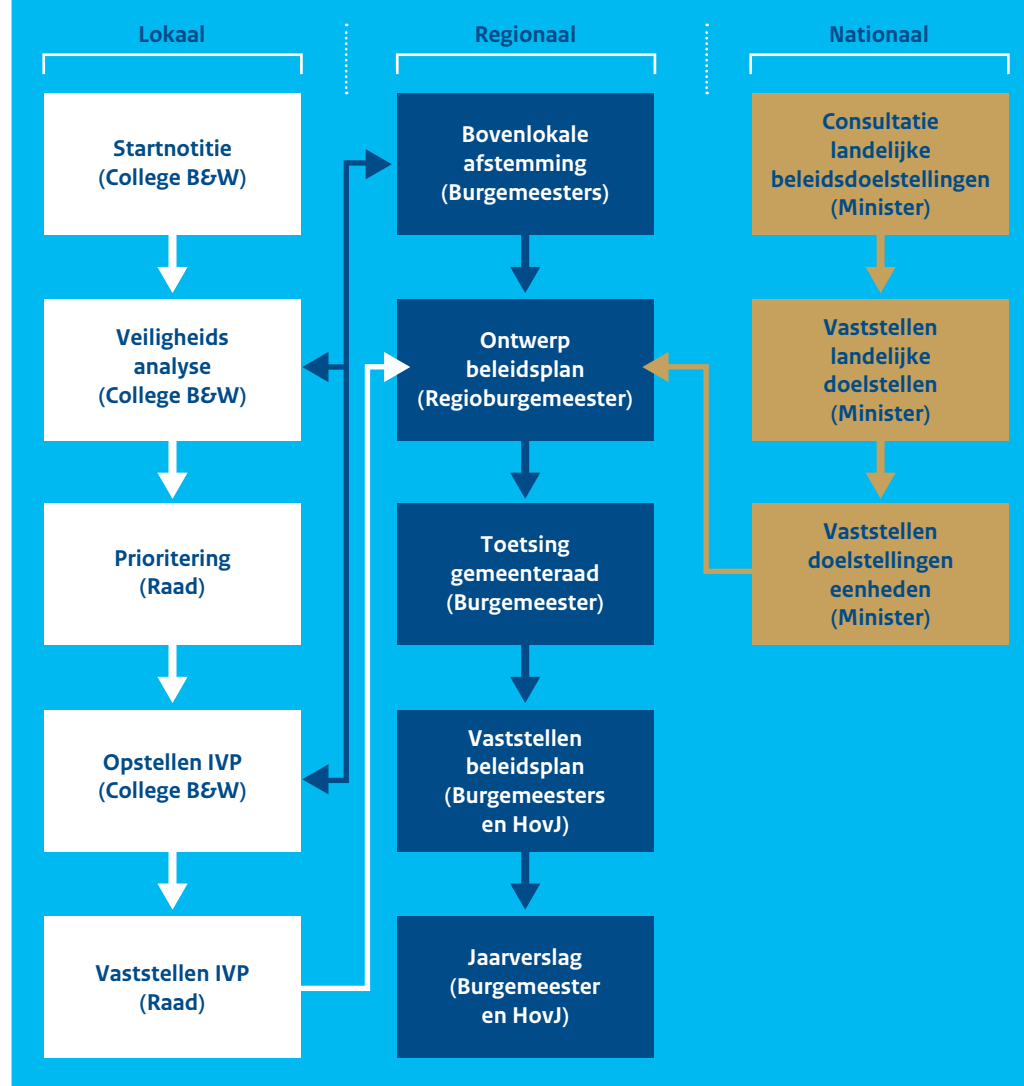 Lokaal
Regionaal
Nationaal
Startnotitie
(College B&W)
Veiligheids
analyse
(College B&W)
Prioritering
(Raad)
Opstellen IVP
(College B&W)
Vaststellen IVP
(Raad)
Bovenlokale
afstemming
(Burgemeesters)
Ontwerp
beleidsplan
(Regioburgemeester)
Toetsing
gemeenteraad
(Burgemeester)
Vaststellen
beleidsplan
(Burgemeesters
en HovJ)
Jaarverslag
(Burgemeester
en HovJ)
Consultatie
landelijke
beleidsdoelstellingen
(Minister)
Vaststellen
landelijke
doelstellen
(Minister)
Vaststellen
doelstellingen
eenheden
(Minister)